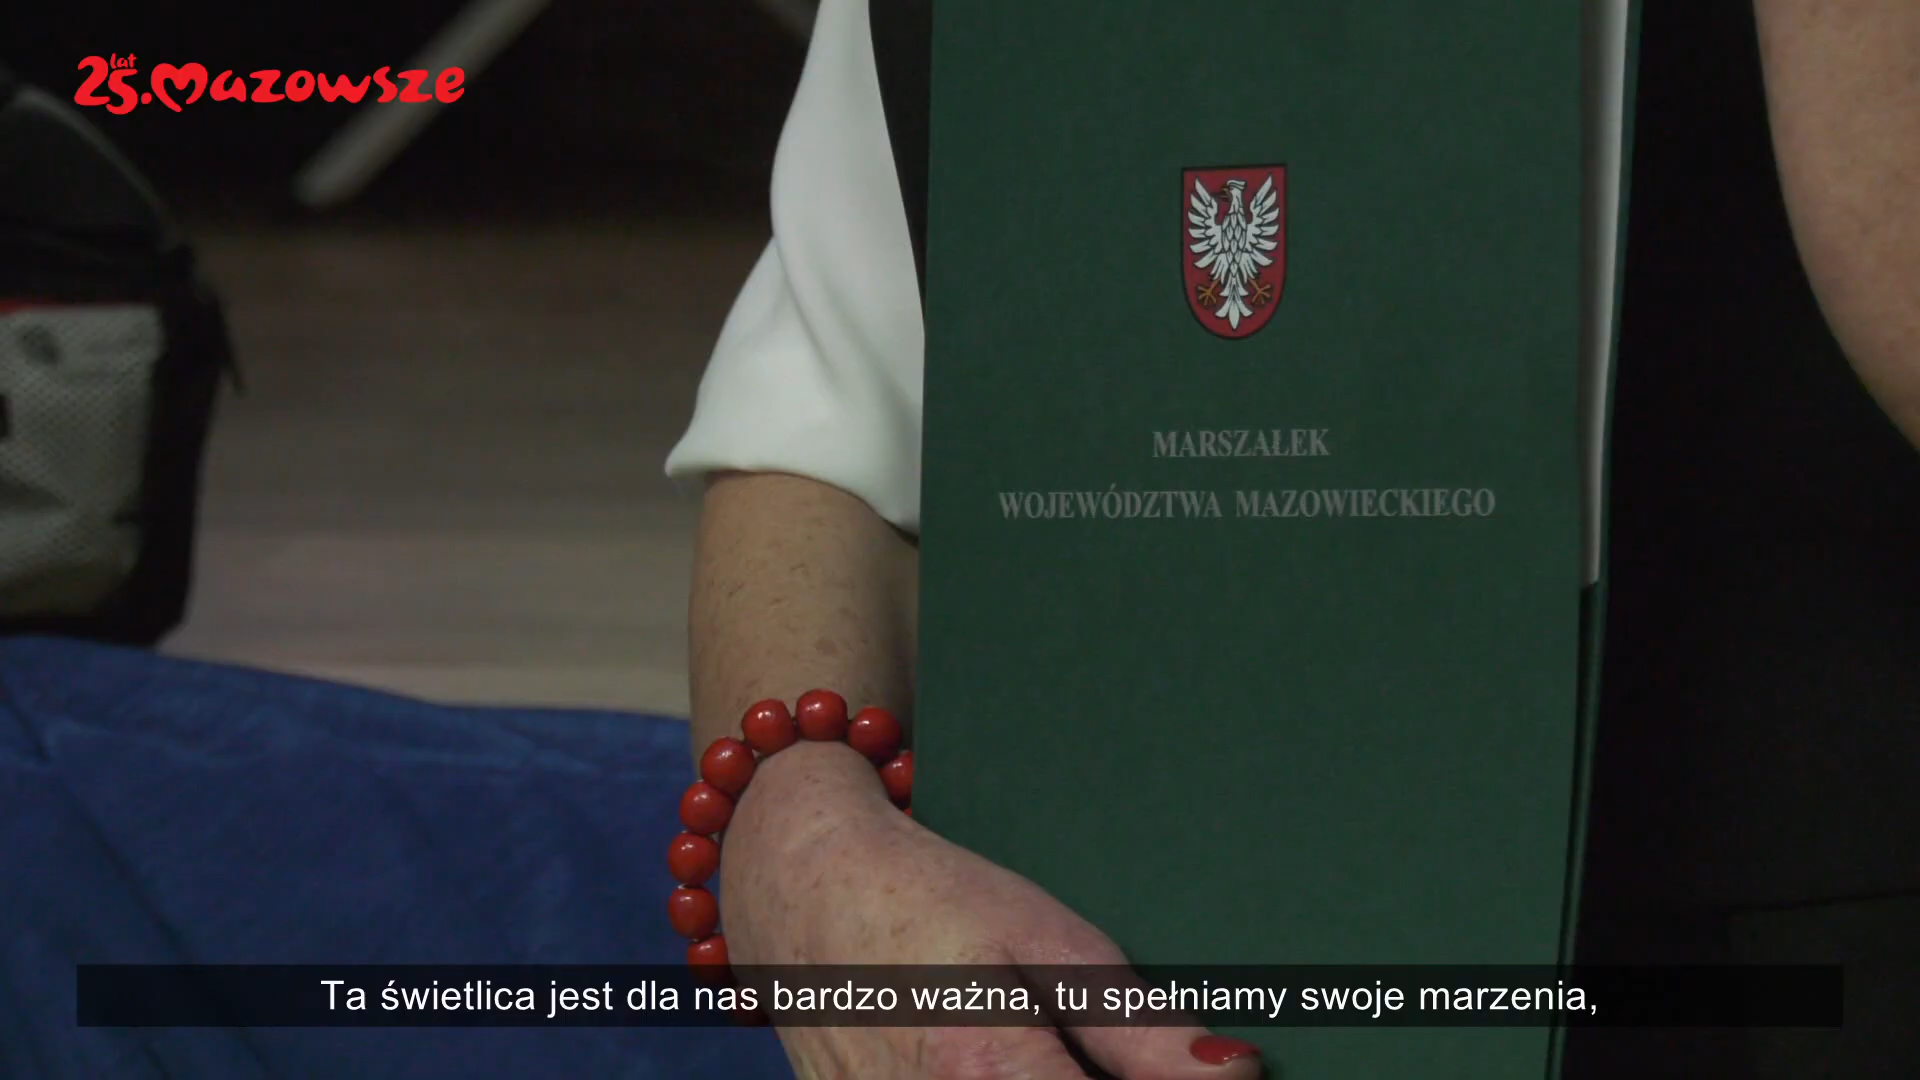 25 lat.Mazowsze
MARSZAŁEK
WOJEWÓDZTWA MAZOWIECKIEGO
Ta świetlica jest dla nas bardzo ważna, tu spełniamy swoje marzenia,